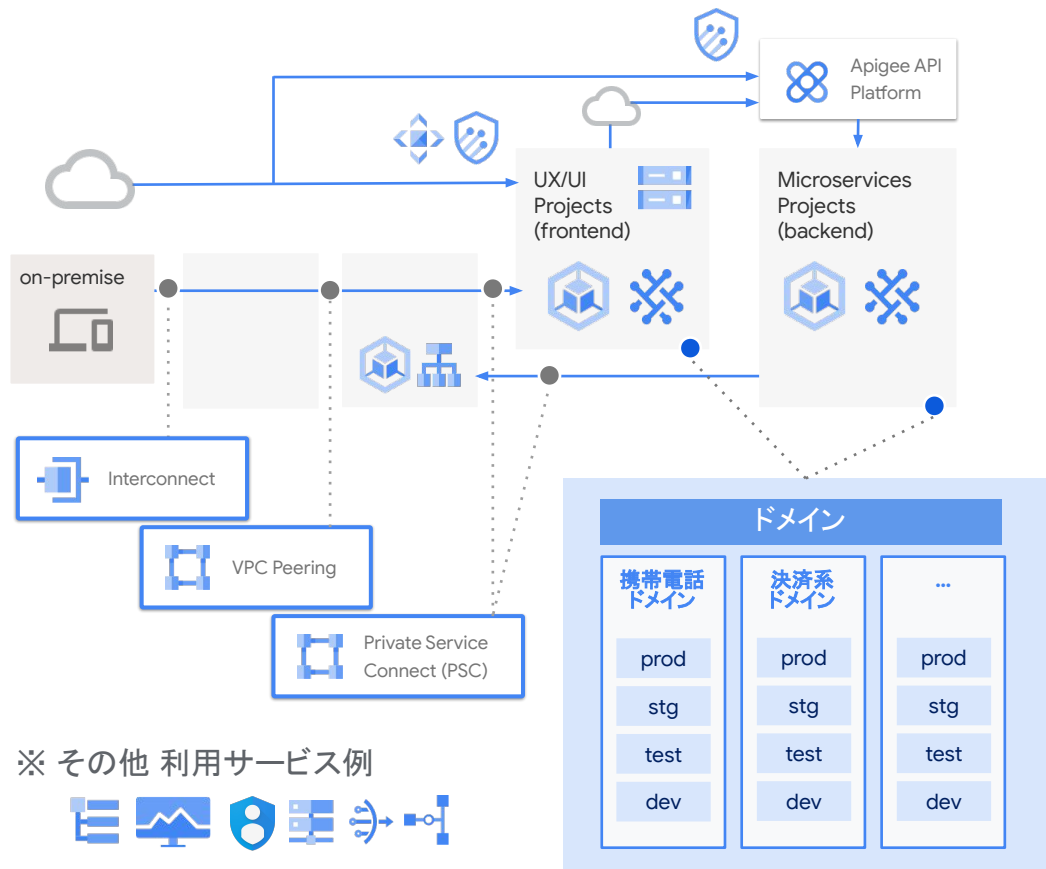 Apigee API
Platform
UX/UI
Projects
(frontend)
Microservices
Projects
(backend)
on-premise
Interconnect
VPC Peering
Private Service
Connect (PSC)
ドメイン
携帯電話
ドメイン
prod
stg
test
dev
決済系
ドメイン
prod
stg
test
dev
...
prod
stg
test
dev
※ その他 利用サービス例